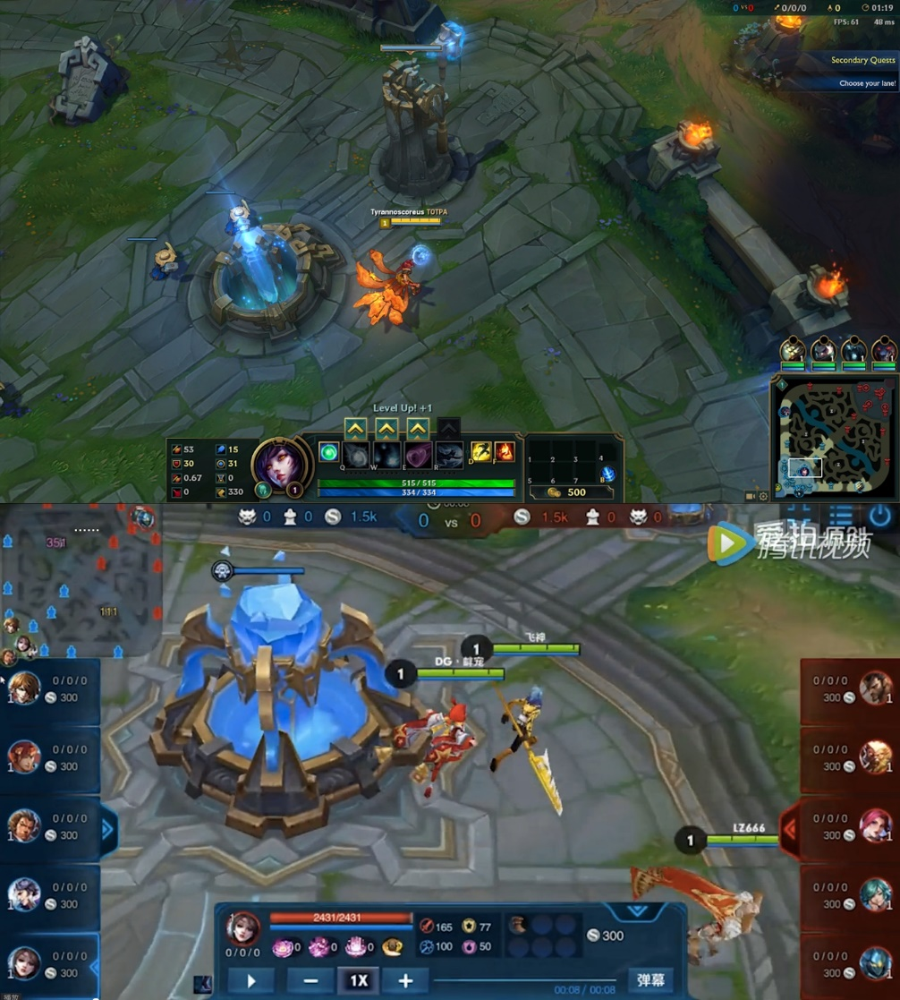 0 vs 0 0/0/0 0 01:19
FPS: 61 48 ms
Secondary Quests
Choose your lane!
Tyrannoscoreus TOTPA
1
Level Up! +1
53 15
30 31
0.67 0
0 330
Q W E R D F
1
515 / 515
334 / 334
1 2 3 4
5 6 7 B
500
0 0 1.5k 0 vs 0 1.5k 0 0
351
111
腾讯视频
飞神
1
1
LZ666
1
0/0/0
1 300
0/0/0
1 300
0/0/0
1 300
0/0/0
1 300
0/0/0
1 300
0/0/0
300 1
0/0/0
300 1
0/0/0
300 1
0/0/0
300 1
0/0/0
300 1
2431/2431
0/0/0
0 0 0
165 77
100 50
300
1X
弹幕
00:08 / 00:08